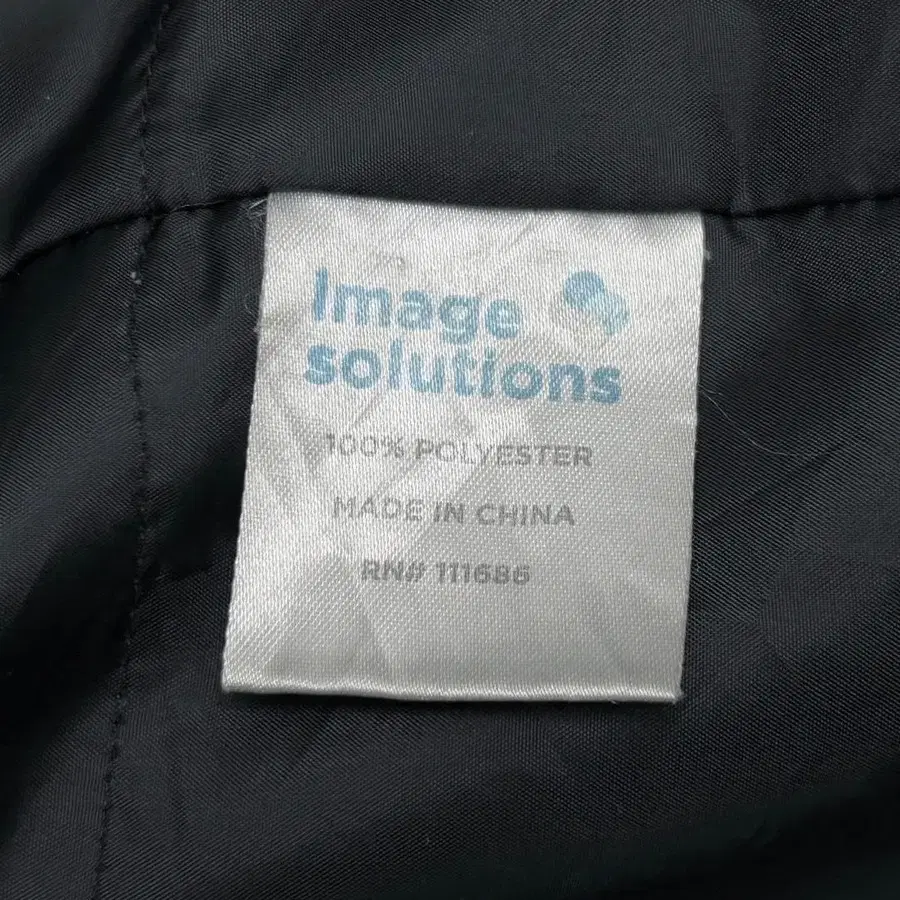 Image
solutions
100% POLYESTER
MADE IN CHINA
RN# 111686